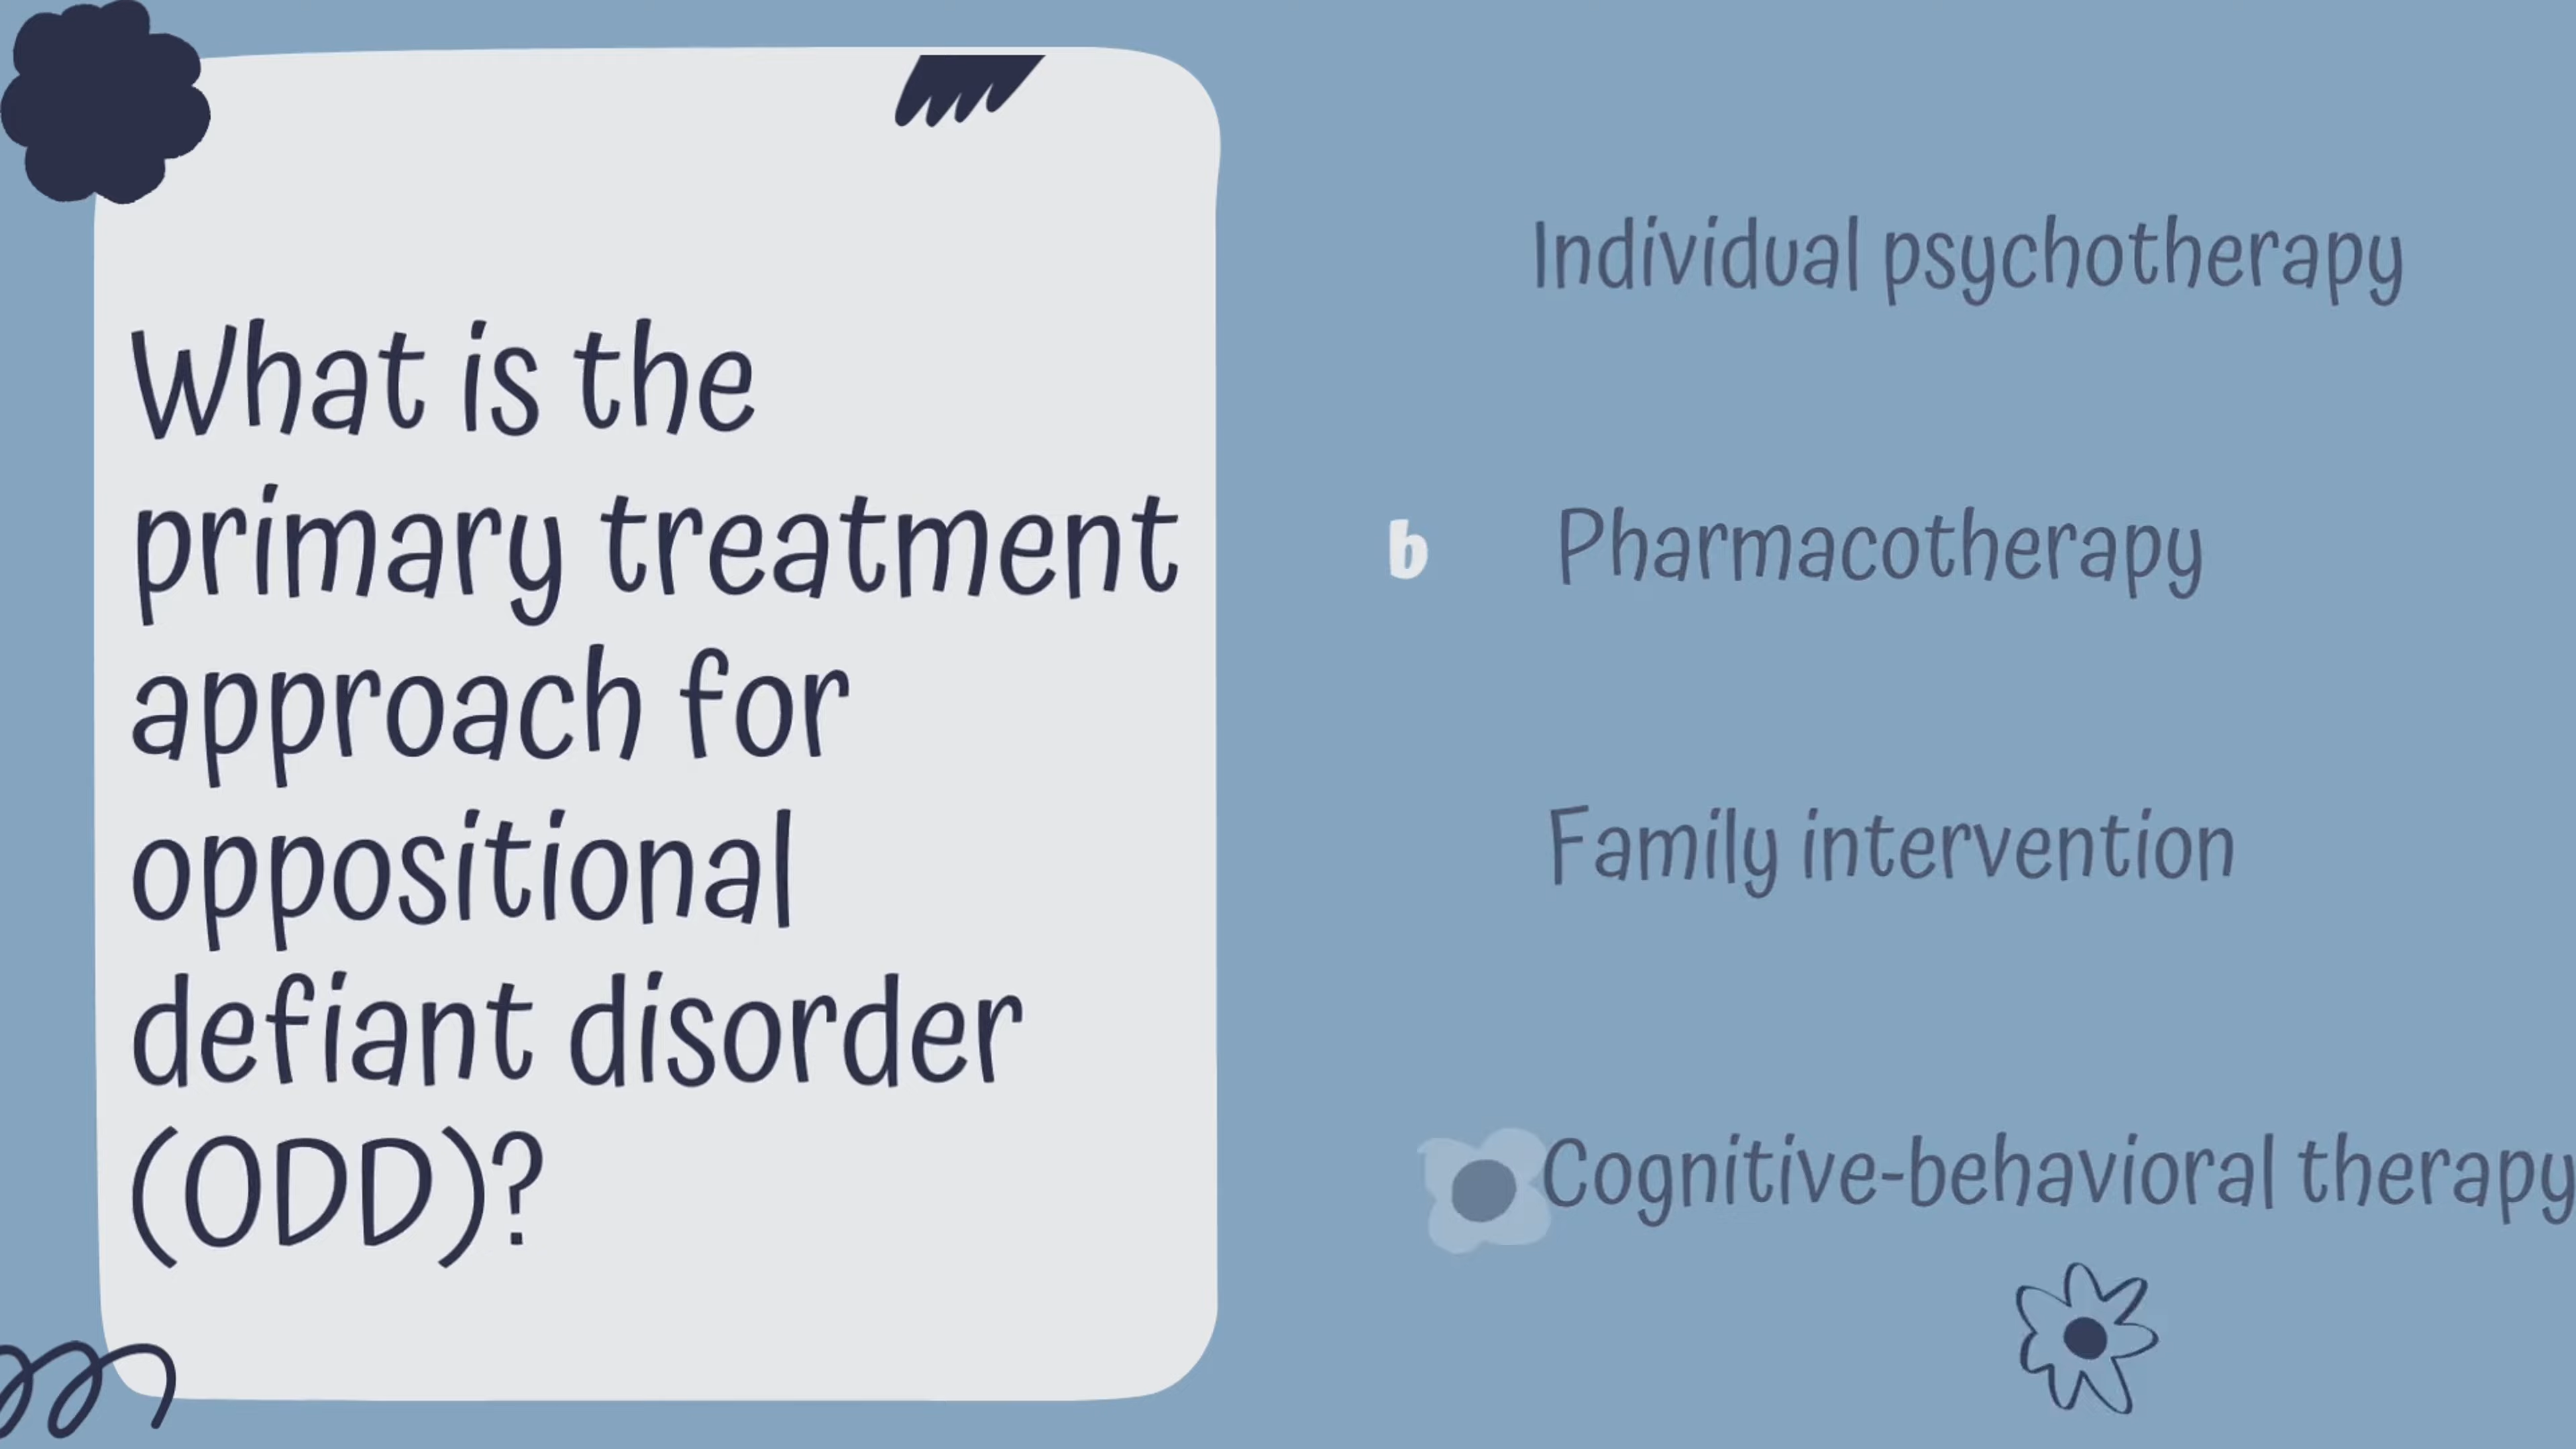 What is the
primary treatment
approach for
oppositional
defiant disorder
(ODD)?
Individual psychotherapy
b Pharmacotherapy
Family intervention
Cognitive-behavioral therapy